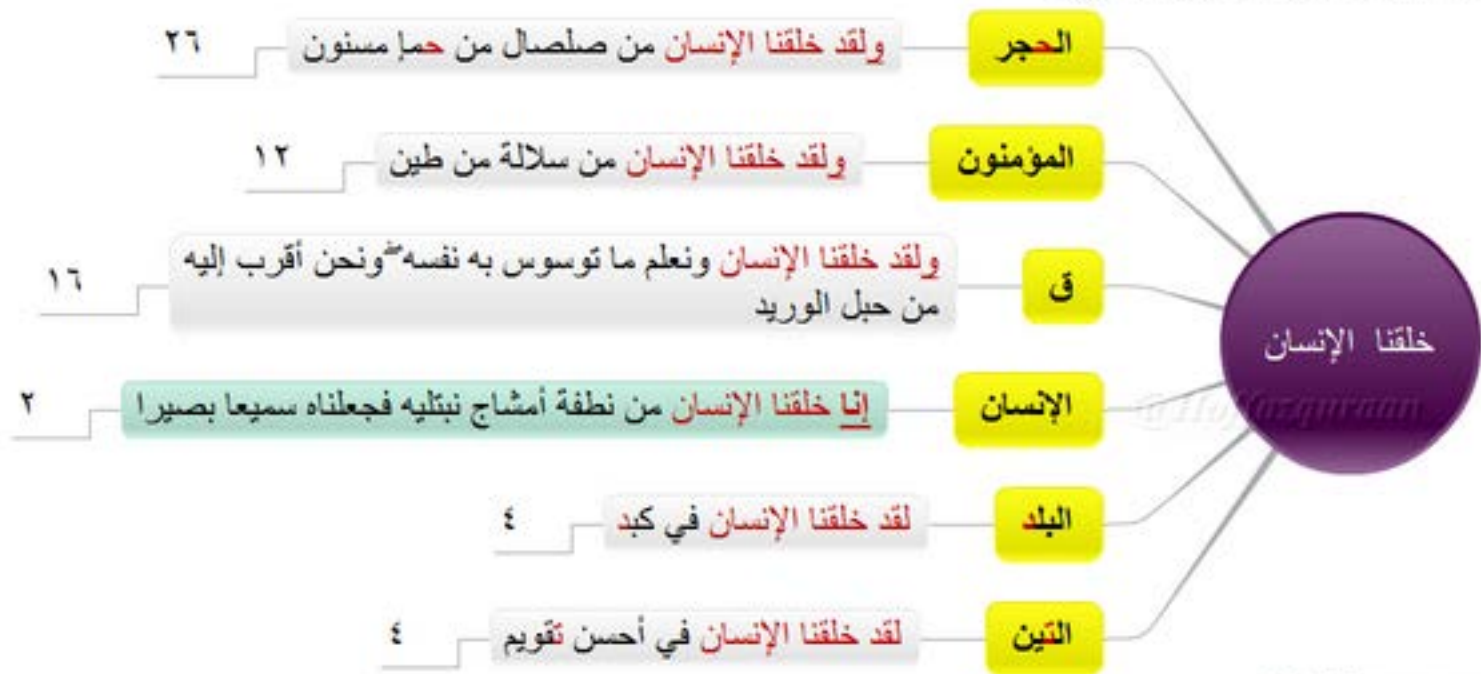 خلقنا الإنسان
الحجر
ولقد خلقنا الإنسان من صلصال من حمإ مسنون
٢٦
المؤمنون
ولقد خلقنا الإنسان من سلالة من طين
١٢
ق
ولقد خلقنا الإنسان ونعلم ما توسوس به نفسه ۖ ونحن أقرب إليه
من حبل الوريد
١٦
الإنسان
إنا خلقنا الإنسان من نطفة أمشاج نبتليه فجعلناه سميعا بصيرا
٢
البلد
لقد خلقنا الإنسان في كبد
٤
التين
لقد خلقنا الإنسان في أحسن تقويم
٤